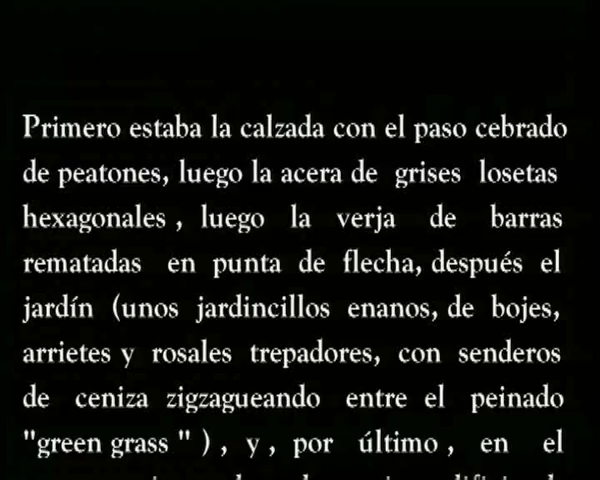 Primero estaba la calzada con el paso cebrado
de peatones, luego la acera de grises losetas
hexagonales , luego la verja de barras
rematadas en punta de flecha, después el
jardín (unos jardincillos enanos, de bojes,
arrietes y rosales trepadores, con senderos
de ceniza zigzagueando entre el peinado
"green grass " ) , y , por último , en el